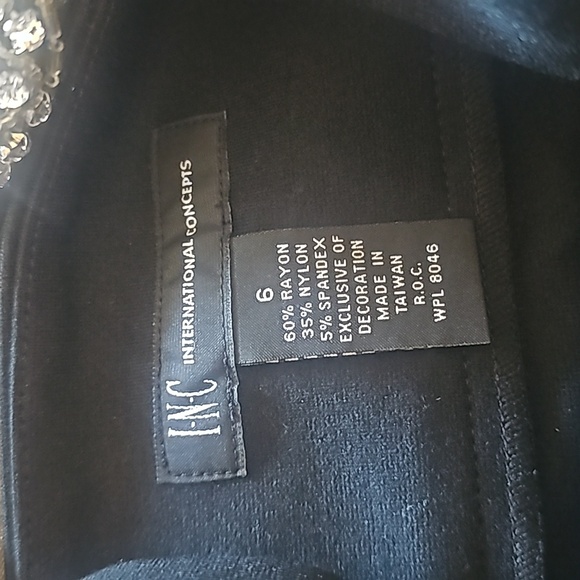 I·N·C INTERNATIONAL CONCEPTS
6
60% RAYON
35% NYLON
5% SPANDEX
EXCLUSIVE OF
DECORATION
MADE IN
TAIWAN
R.O.C.
WPL 8046